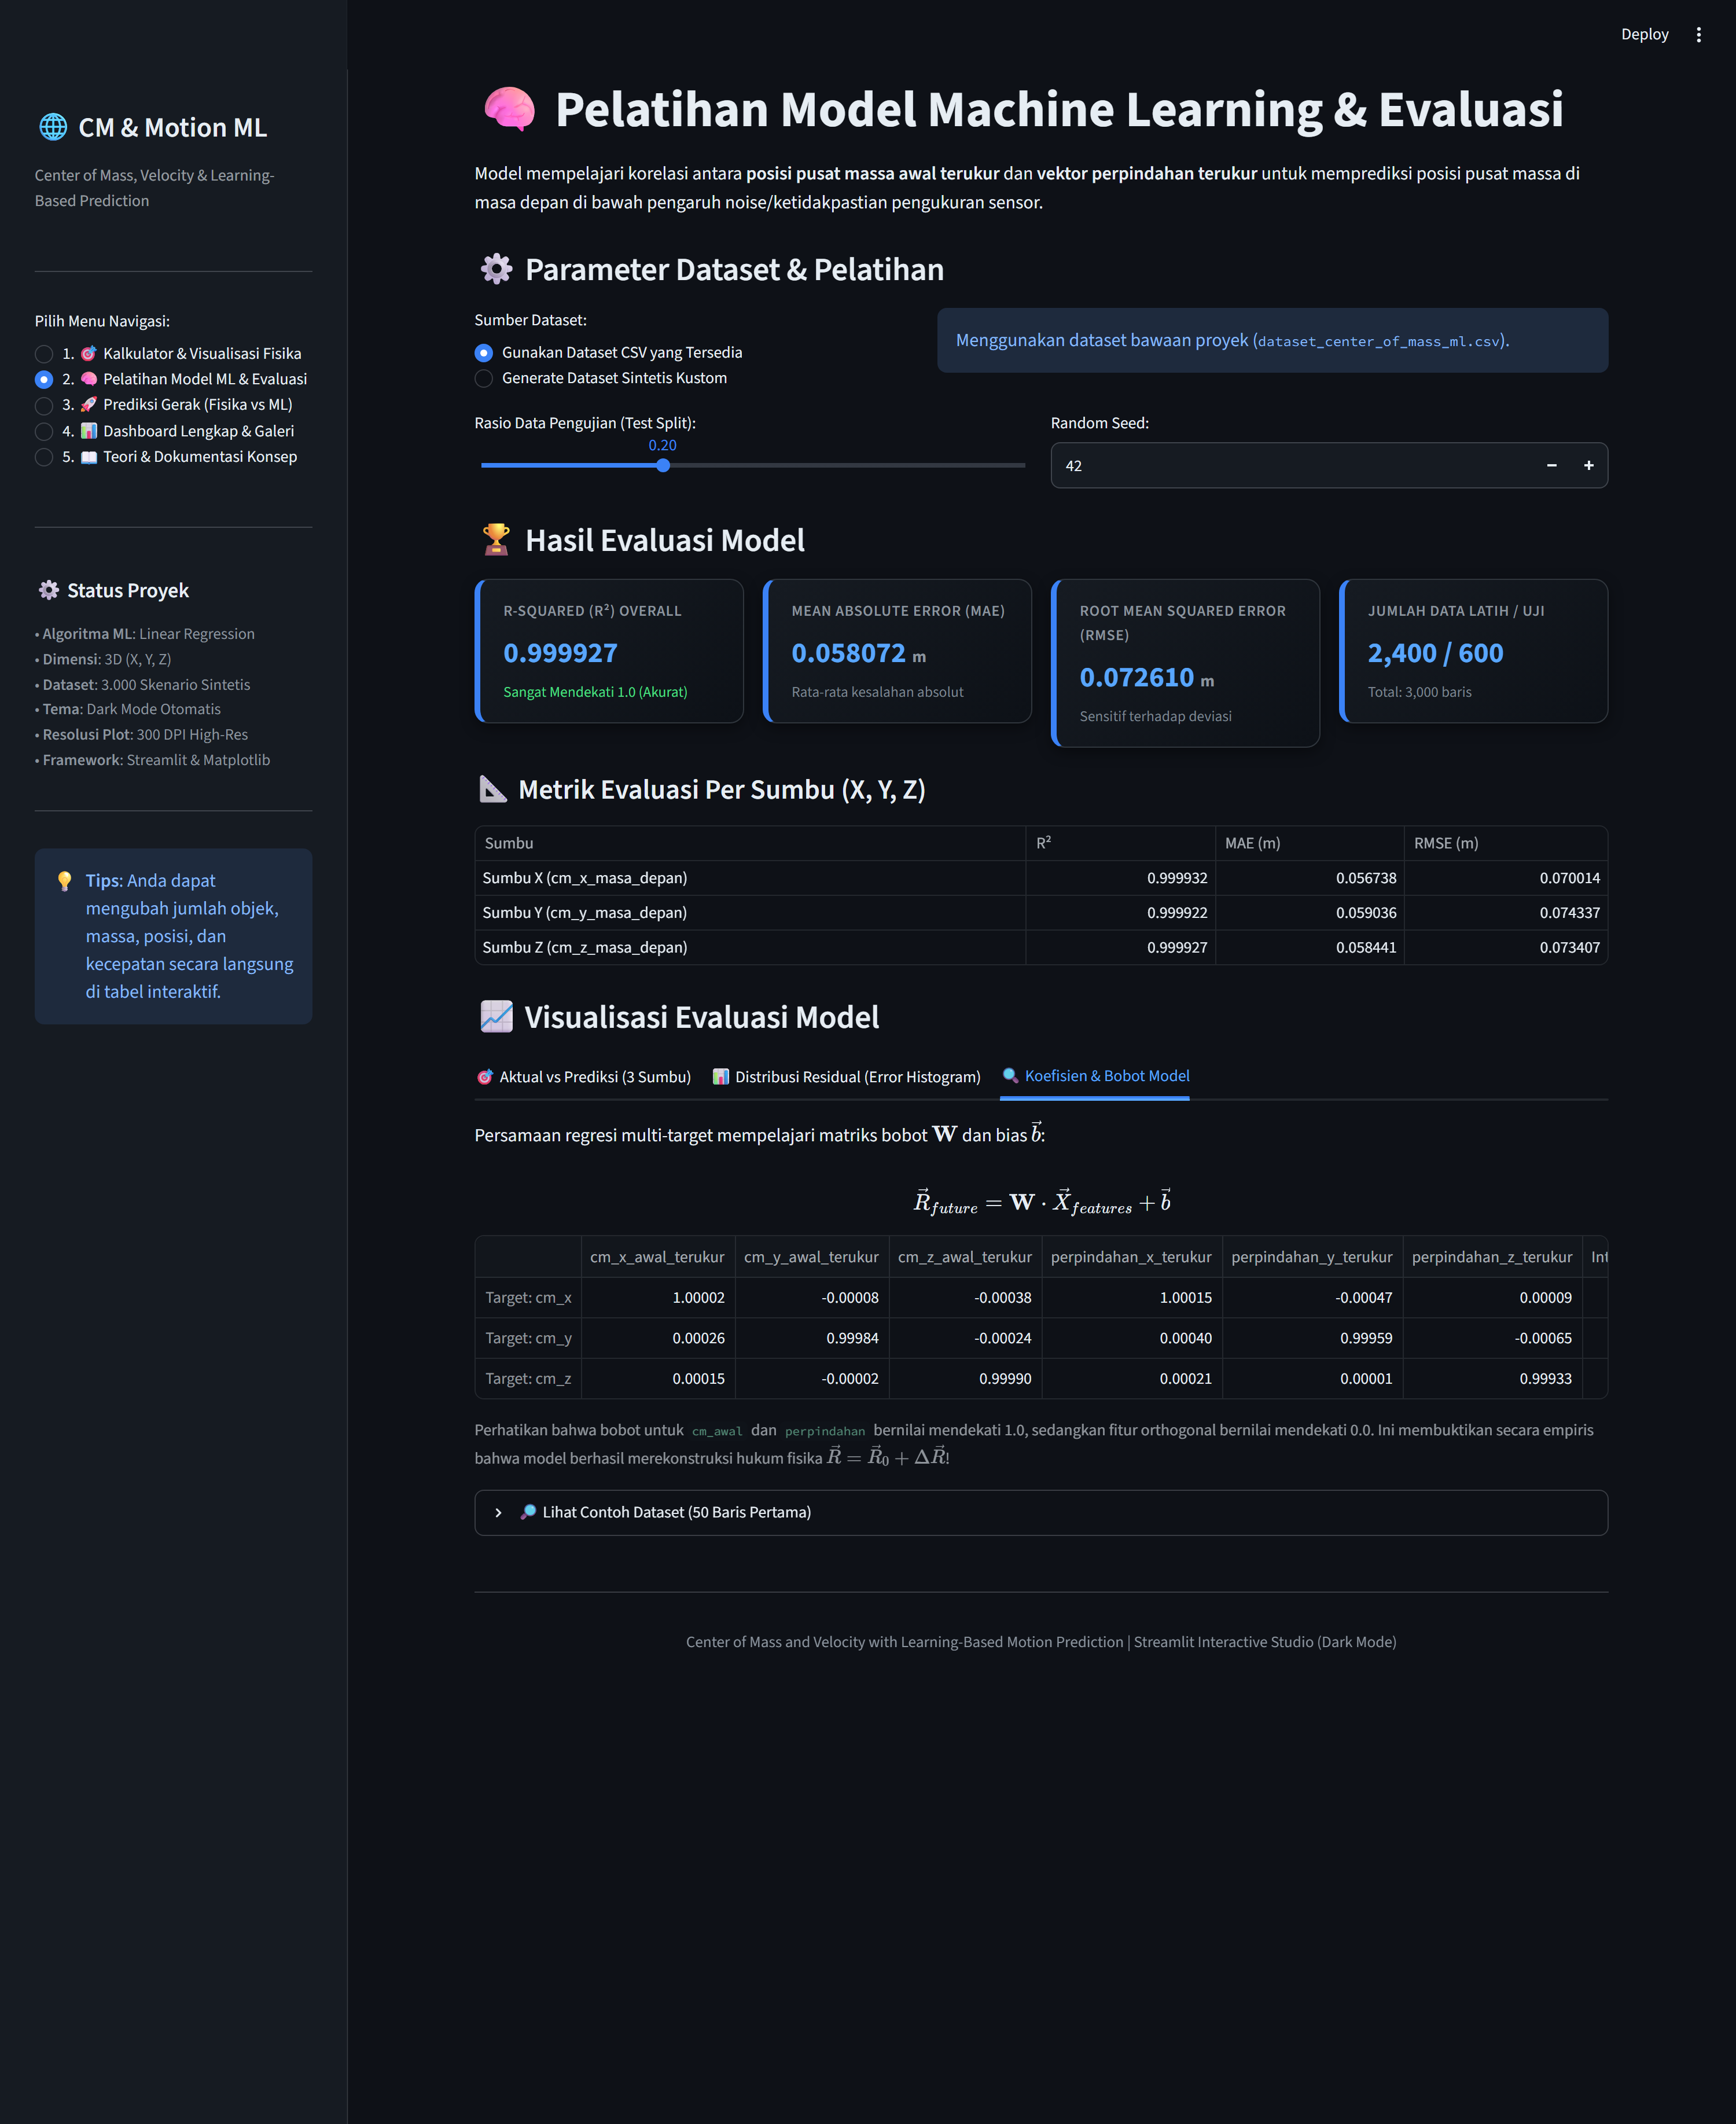 Deploy
CM & Motion ML
Center of Mass, Velocity & Learning-
Based Prediction
Pilih Menu Navigasi:
1. 🎯 Kalkulator & Visualisasi Fisika
2. 🧠 Pelatihan Model ML & Evaluasi
3. 🚀 Prediksi Gerak (Fisika vs ML)
4. 📊 Dashboard Lengkap & Galeri
5. 📖 Teori & Dokumentasi Konsep
Status Proyek
• Algoritma ML: Linear Regression
• Dimensi: 3D (X, Y, Z)
• Dataset: 3.000 Skenario Sintetis
• Tema: Dark Mode Otomatis
• Resolusi Plot: 300 DPI High-Res
• Framework: Streamlit & Matplotlib
Tips: Anda dapat
mengubah jumlah objek,
massa, posisi, dan
kecepatan secara langsung
di tabel interaktif.
Pelatihan Model Machine Learning & Evaluasi
Model mempelajari korelasi antara posisi pusat massa awal terukur dan vektor perpindahan terukur untuk memprediksi posisi pusat massa di
masa depan di bawah pengaruh noise/ketidakpastian pengukuran sensor.
Parameter Dataset & Pelatihan
Sumber Dataset:
Gunakan Dataset CSV yang Tersedia
Generate Dataset Sintetis Kustom
Menggunakan dataset bawaan proyek (dataset_center_of_mass_ml.csv).
Rasio Data Pengujian (Test Split):
0.20
Random Seed:
42
Hasil Evaluasi Model
R-SQUARED (R²) OVERALL
0.999927
Sangat Mendekati 1.0 (Akurat)
MEAN ABSOLUTE ERROR (MAE)
0.058072 m
Rata-rata kesalahan absolut
ROOT MEAN SQUARED ERROR
(RMSE)
0.072610 m
Sensitif terhadap deviasi
JUMLAH DATA LATIH / UJI
2,400 / 600
Total: 3,000 baris
Metrik Evaluasi Per Sumbu (X, Y, Z)
Sumbu R² MAE (m) RMSE (m)
Sumbu X (cm_x_masa_depan) 0.999932 0.056738 0.070014
Sumbu Y (cm_y_masa_depan) 0.999922 0.059036 0.074337
Sumbu Z (cm_z_masa_depan) 0.999927 0.058441 0.073407
Visualisasi Evaluasi Model
🎯 Aktual vs Prediksi (3 Sumbu) 📊 Distribusi Residual (Error Histogram) 🔍 Koefisien & Bobot Model
Persamaan regresi multi-target mempelajari matriks bobot W dan bias b⃗:
R⃗_future = W · X⃗_features + b⃗
cm_x_awal_terukur cm_y_awal_terukur cm_z_awal_terukur perpindahan_x_terukur perpindahan_y_terukur perpindahan_z_terukur Int
Target: cm_x 1.00002 -0.00008 -0.00038 1.00015 -0.00047 0.00009
Target: cm_y 0.00026 0.99984 -0.00024 0.00040 0.99959 -0.00065
Target: cm_z 0.00015 -0.00002 0.99990 0.00021 0.00001 0.99933
Perhatikan bahwa bobot untuk cm_awal dan perpindahan bernilai mendekati 1.0, sedangkan fitur orthogonal bernilai mendekati 0.0. Ini membuktikan secara empiris
bahwa model berhasil merekonstruksi hukum fisika R⃗ = R⃗₀ + ΔR⃗!
Lihat Contoh Dataset (50 Baris Pertama)
Center of Mass and Velocity with Learning-Based Motion Prediction | Streamlit Interactive Studio (Dark Mode)